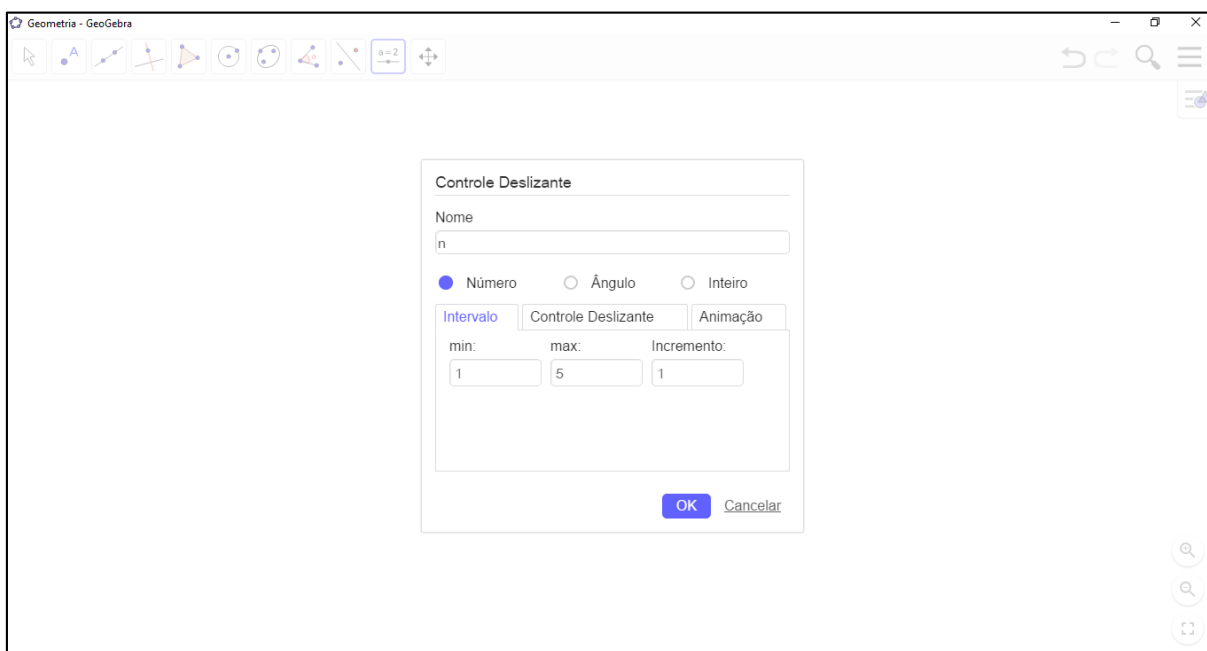 Geometria - GeoGebra
A
a=2
Controle Deslizante
Nome
n
Número Ângulo Inteiro
Intervalo Controle Deslizante Animação
min: max: Incremento:
1 5 1
OK Cancelar